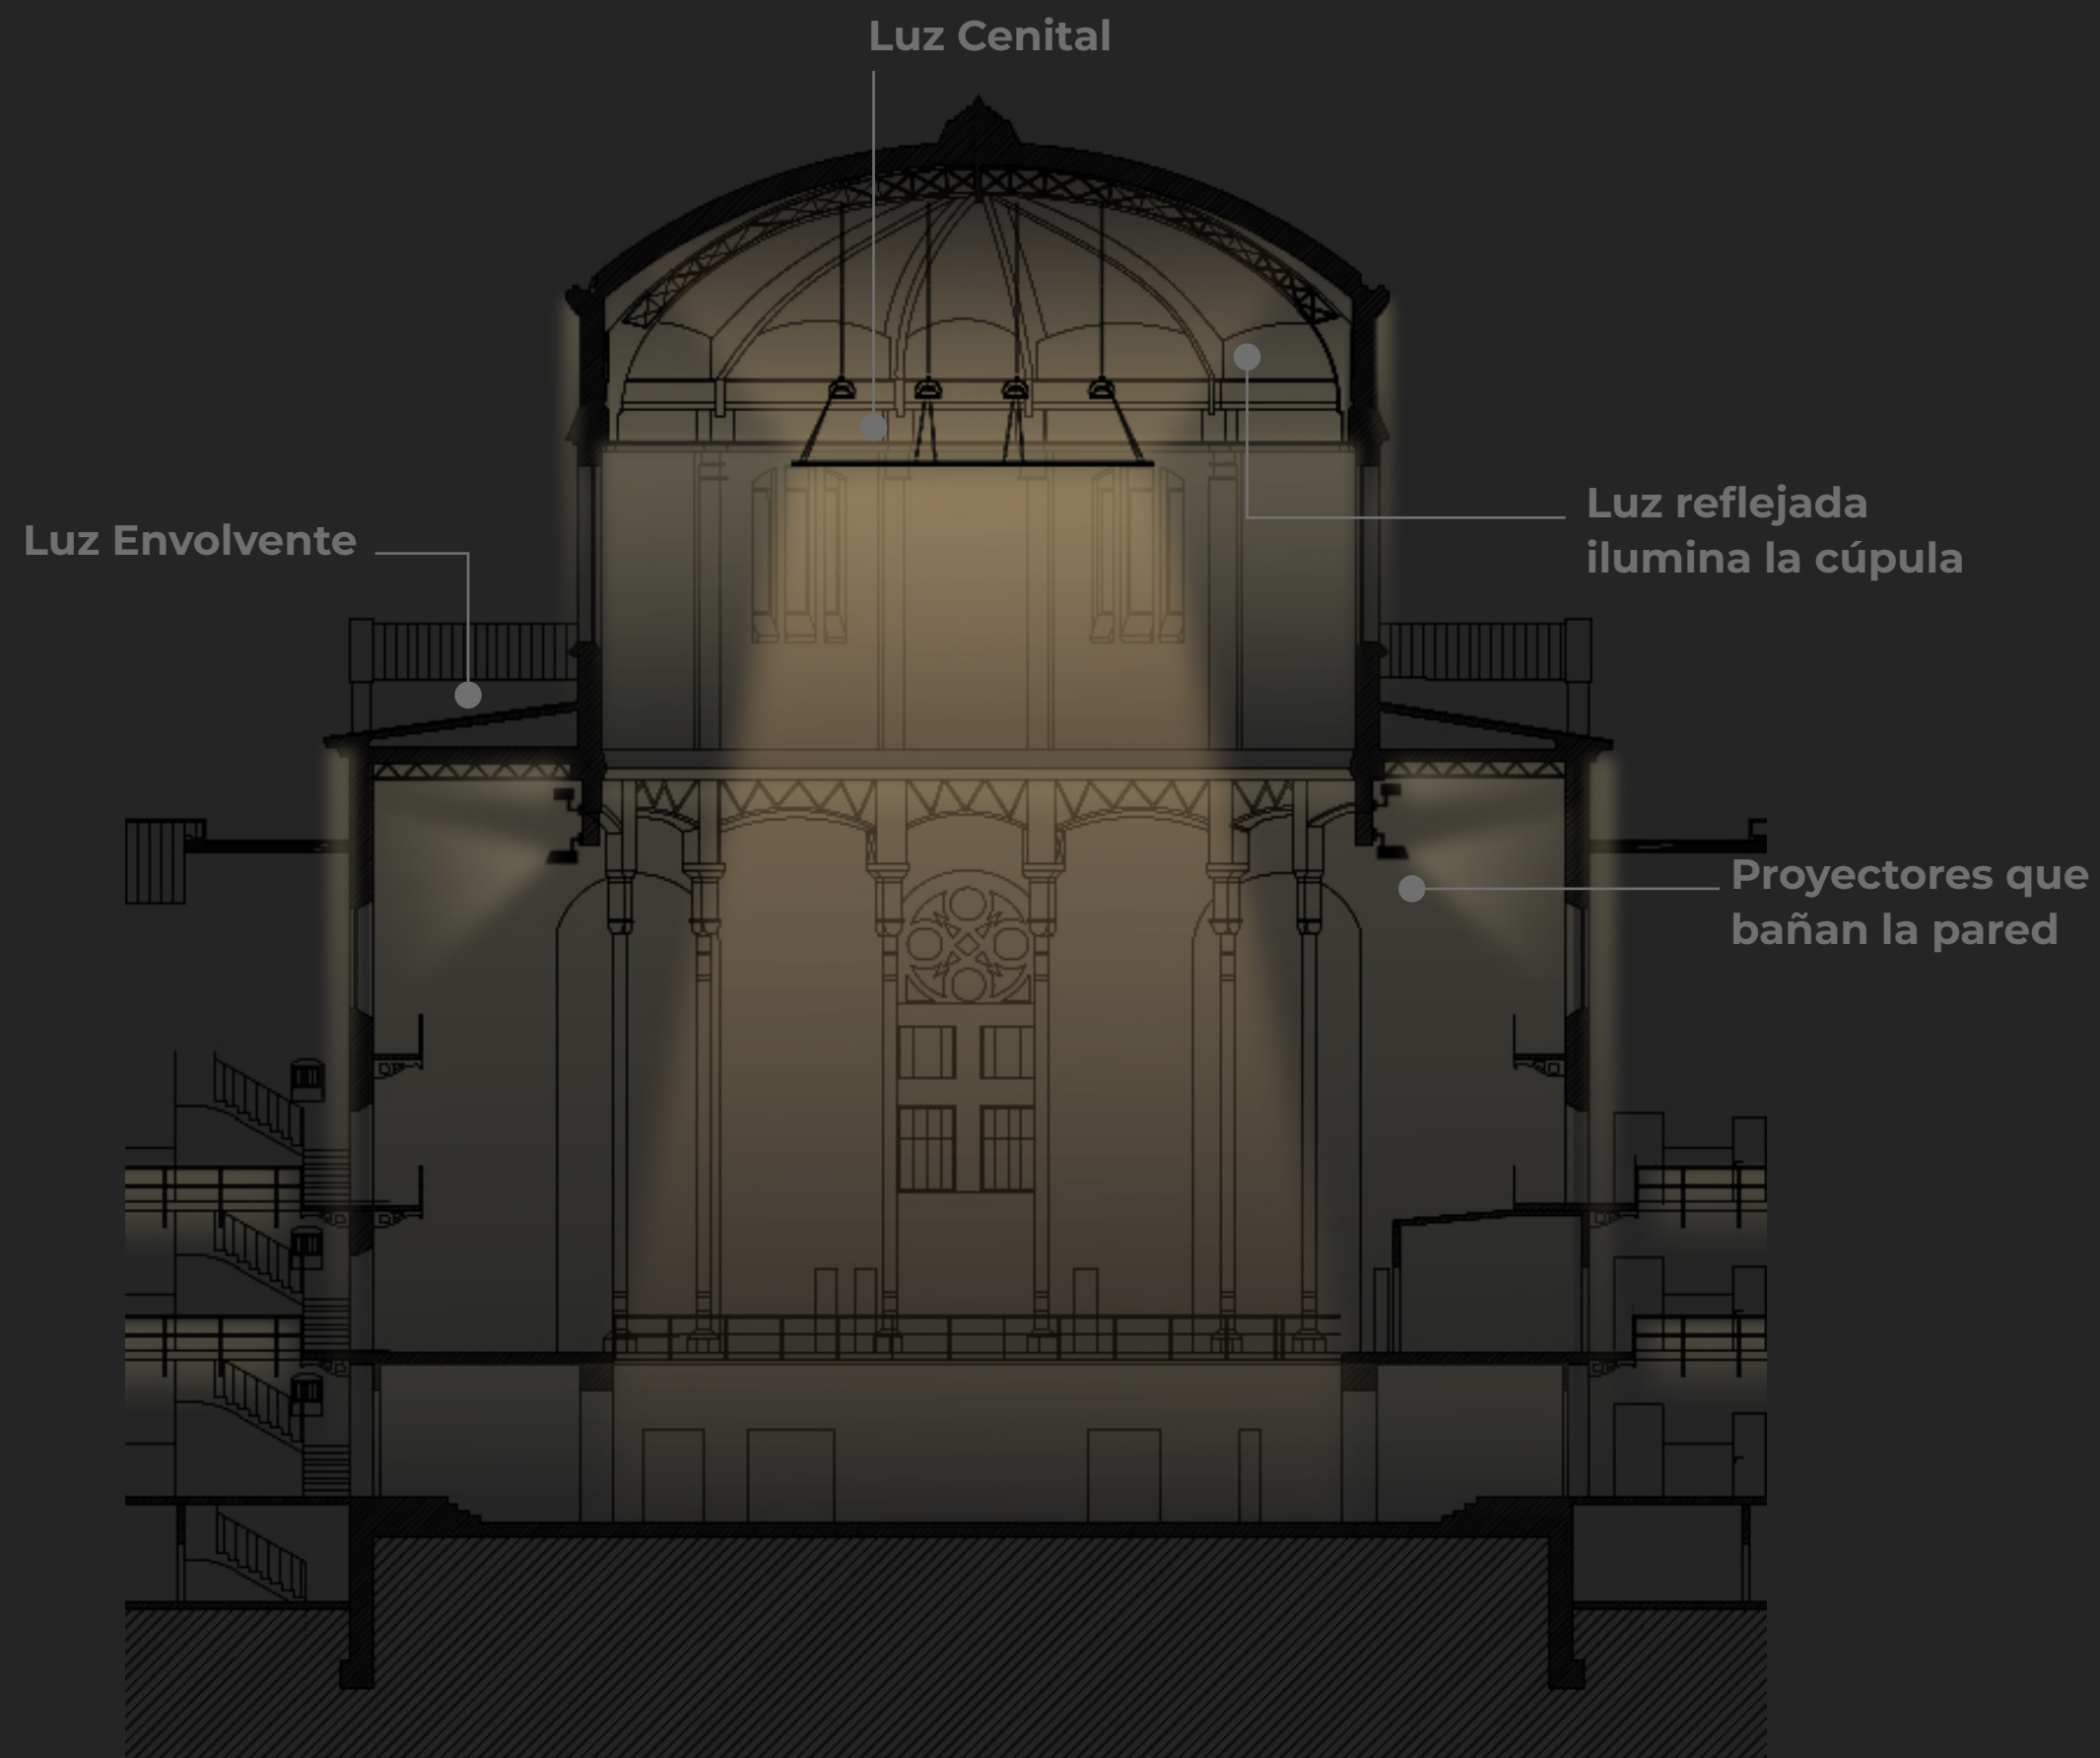 Luz Cenital
Luz reflejada
ilumina la cúpula
Luz Envolvente
Proyectores que
bañan la pared